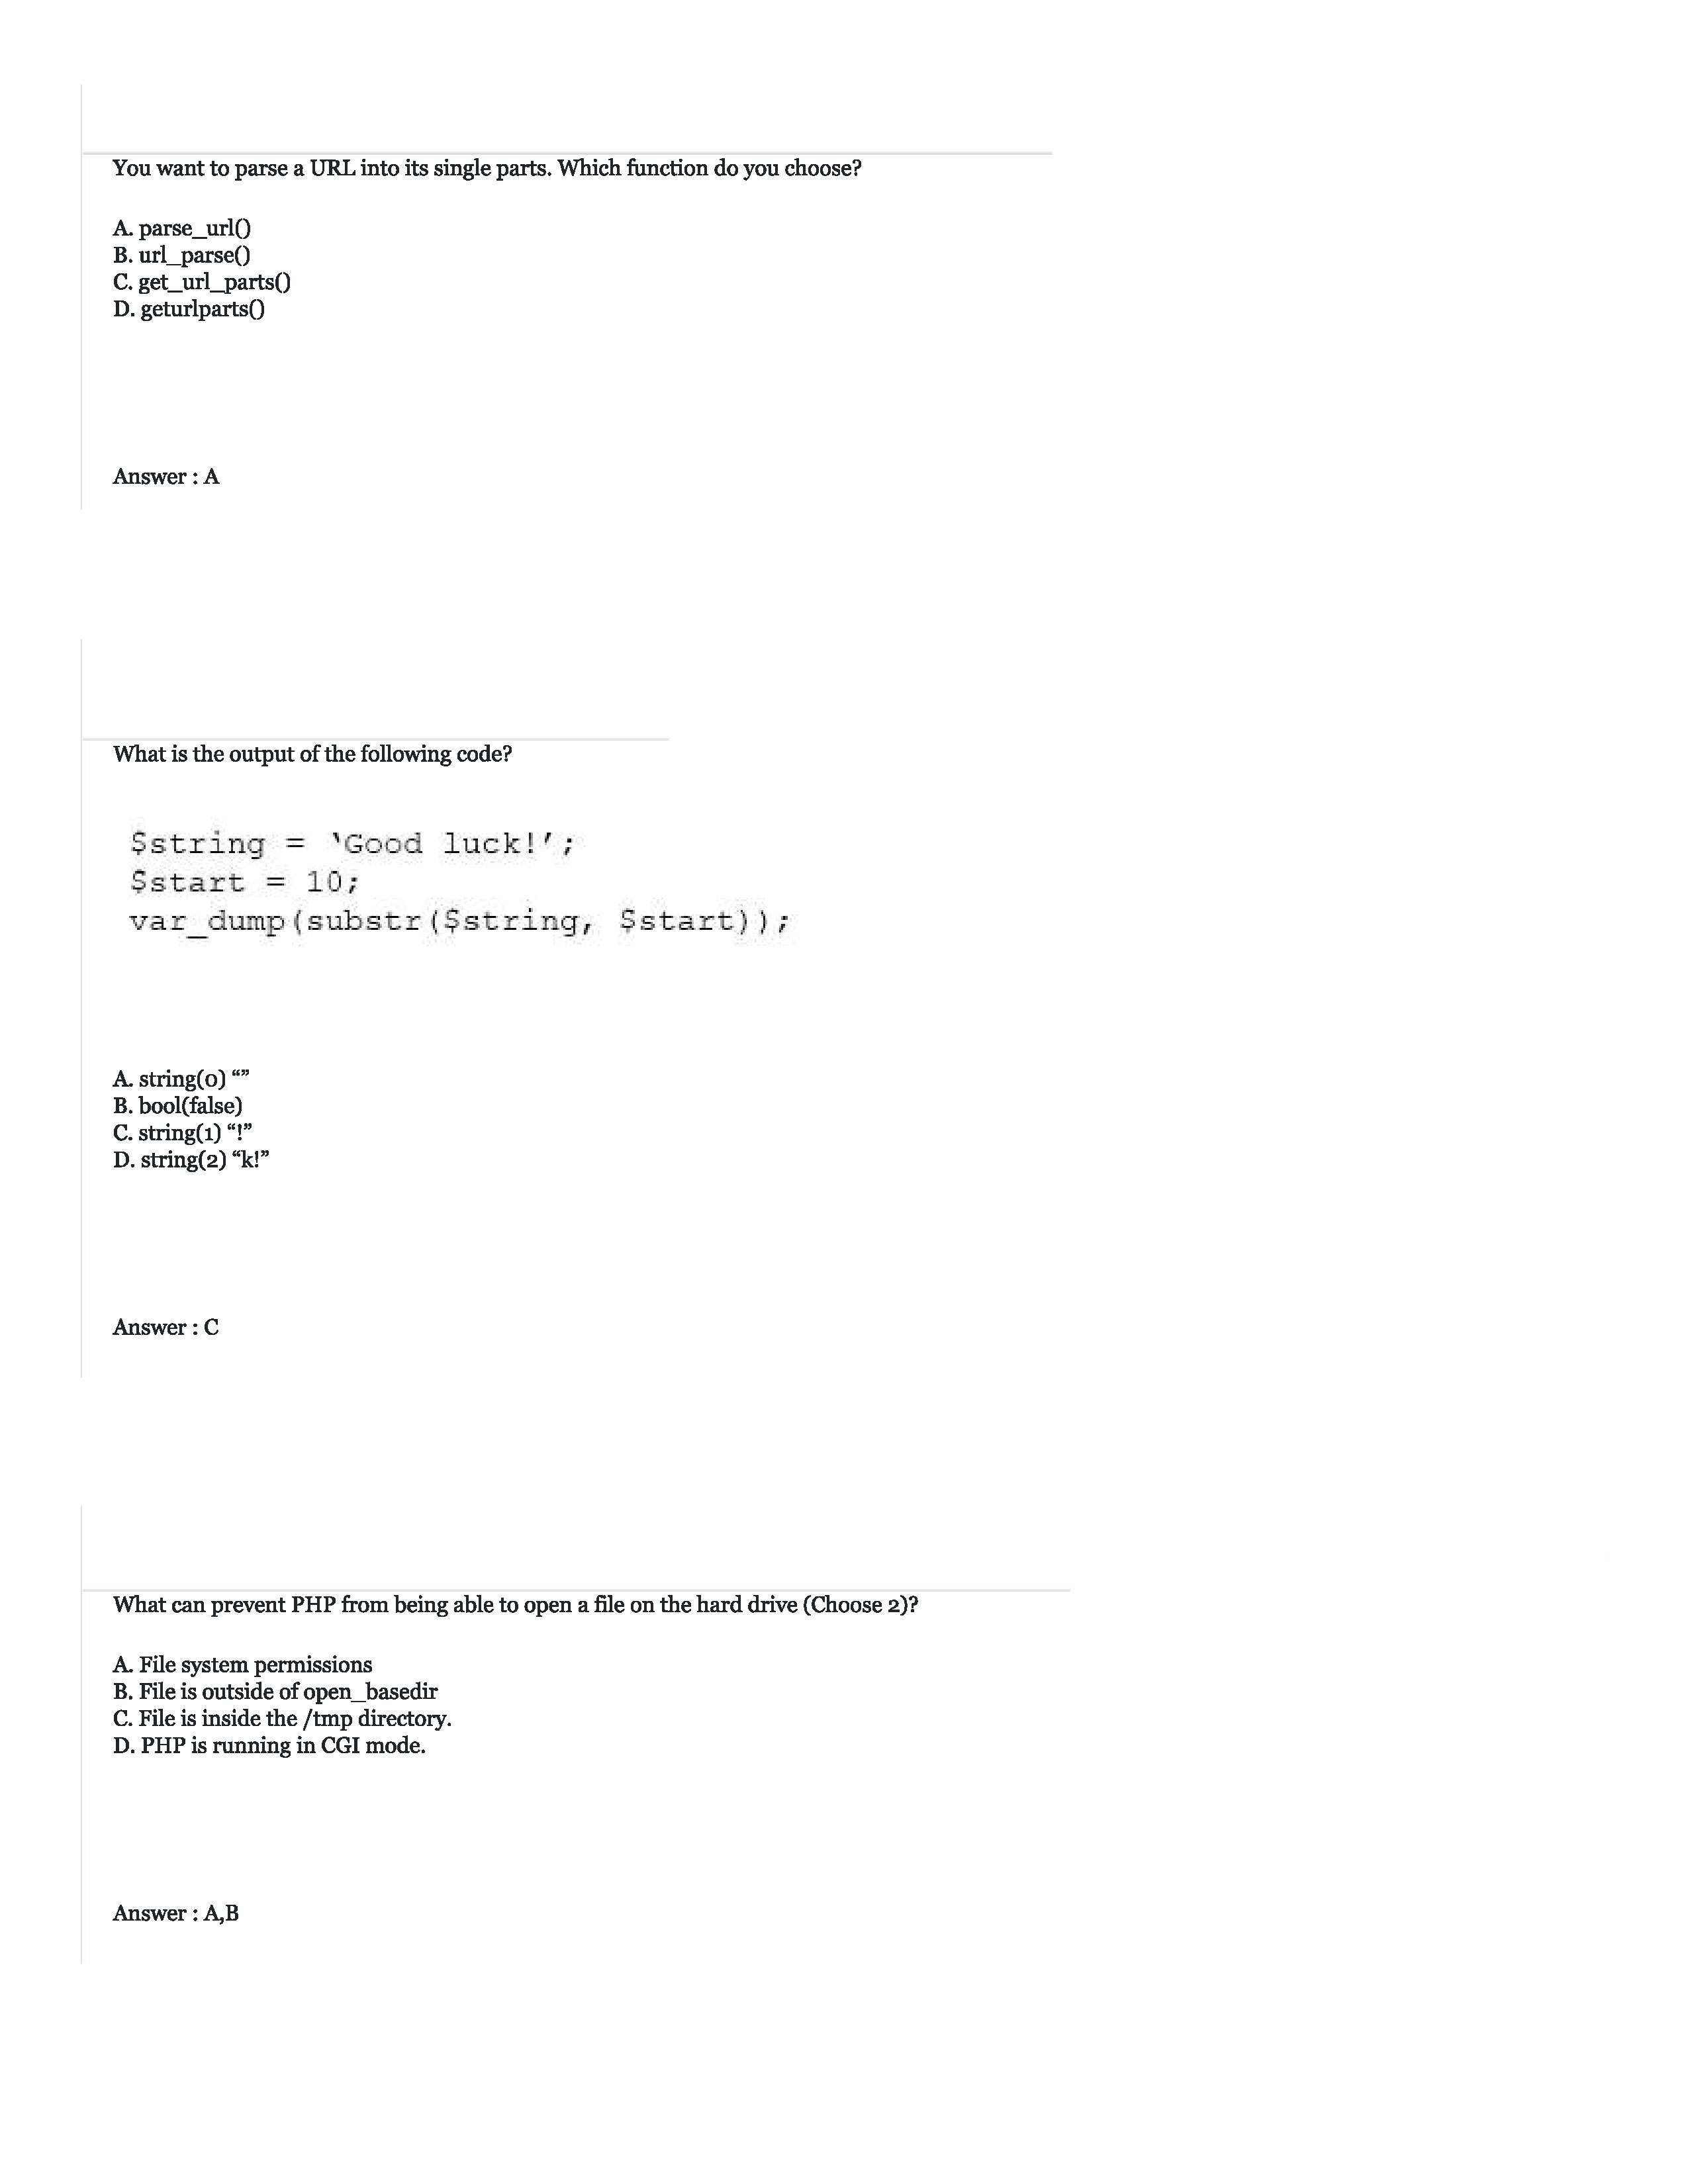 You want to parse a URL into its single parts. Which function do you choose?
A. parse_url()
B. url_parse()
C. get_url_parts()
D. geturlparts()
Answer : A
What is the output of the following code?
$string = ‘Good luck!’;
$start = 10;
var_dump(substr($string, $start));
A. string(0) “”
B. bool(false)
C. string(1) “!”
D. string(2) “k!”
Answer : C
What can prevent PHP from being able to open a file on the hard drive (Choose 2)?
A. File system permissions
B. File is outside of open_basedir
C. File is inside the /tmp directory.
D. PHP is running in CGI mode.
Answer : A,B